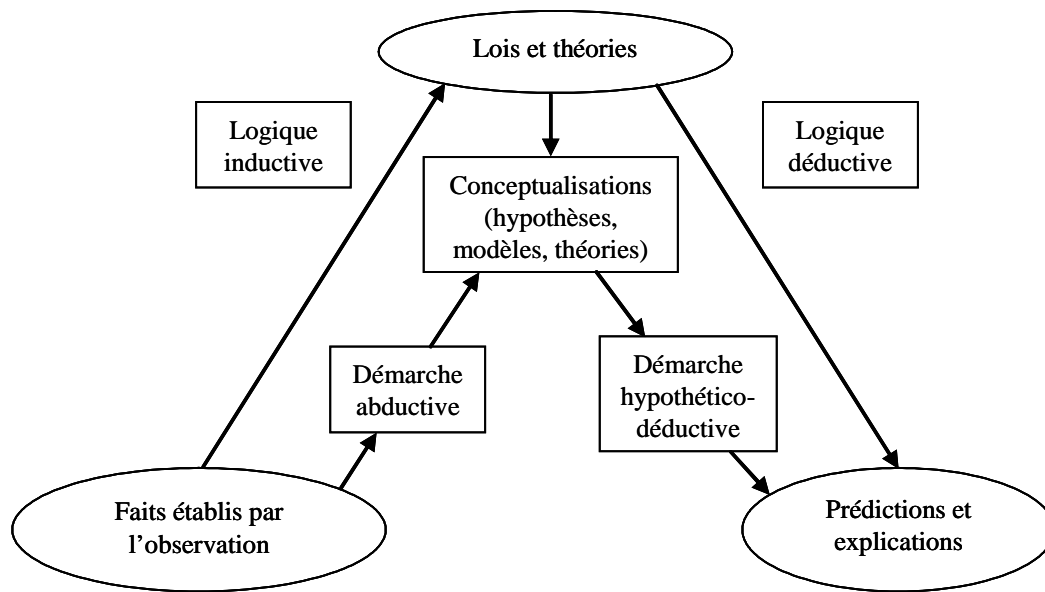 Lois et théories
Logique
inductive
Logique
déductive
Conceptualisations
(hypothèses,
modèles, théories)
Démarche
abductive
Démarche
hypothético-
déductive
Faits établis par
l’observation
Prédictions et
explications